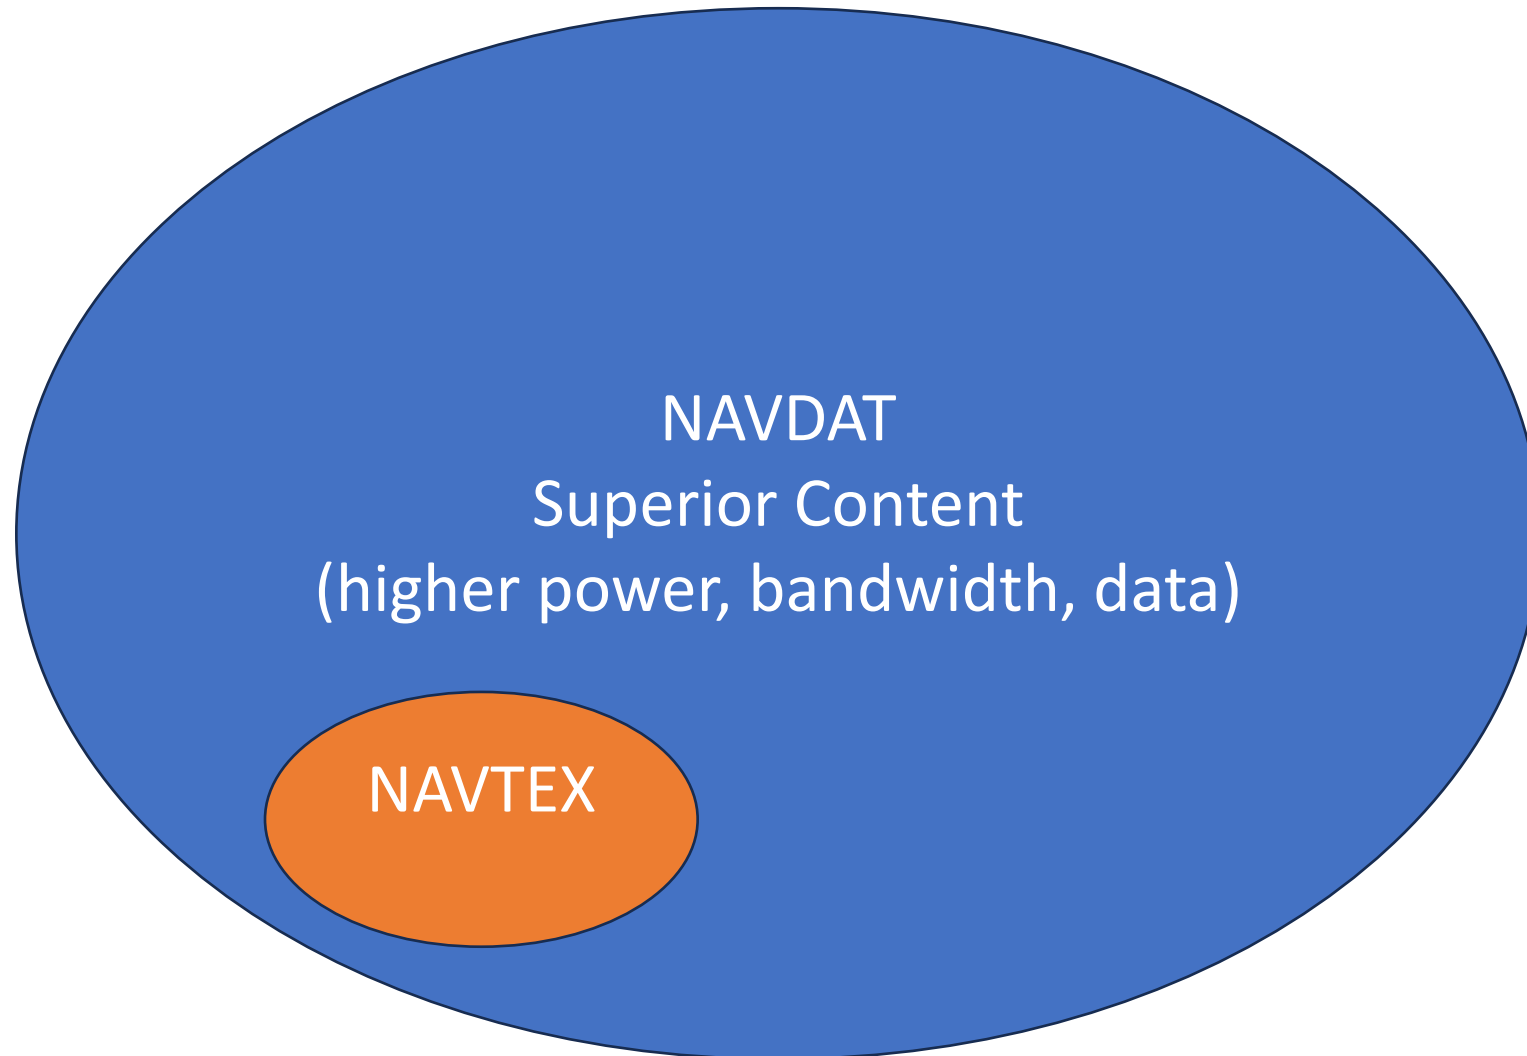 NAVDAT
Superior Content
(higher power, bandwidth, data)
NAVTEX